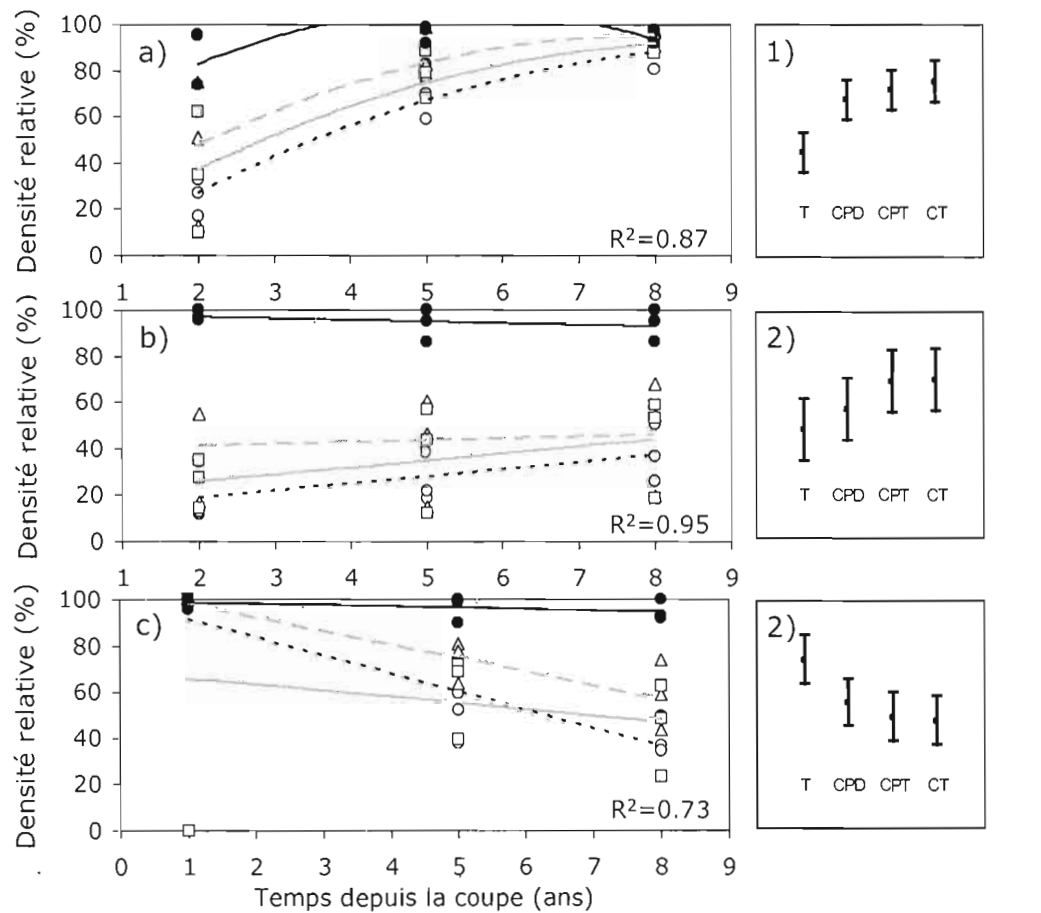 Densité relative (%)
100
80
60
40
20
0
a)
R²=0.87
1 2 3 4 5 6 7 8 9
1)
T CPD CPT CT
Densité relative (%)
100
80
60
40
20
0
b)
R²=0.95
1 2 3 4 5 6 7 8 9
2)
T CPD CPT CT
Densité relative (%)
100
80
60
40
20
0
c)
R²=0.73
0 1 2 3 4 5 6 7 8 9
Temps depuis la coupe (ans)
2)
T CPD CPT CT